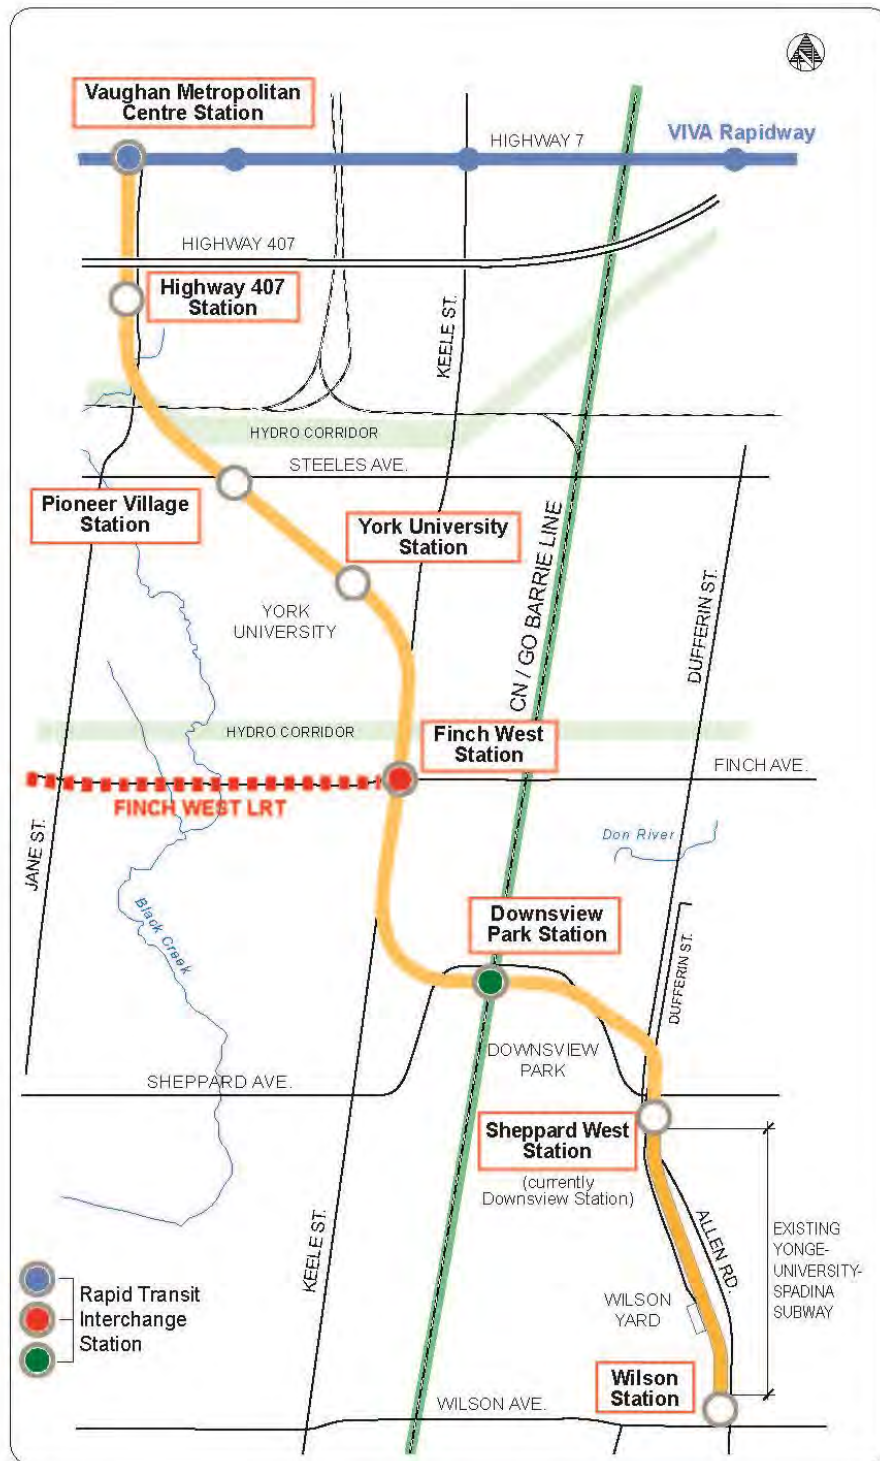 N
Vaughan Metropolitan
Centre Station
HIGHWAY 7
VIVA Rapidway
HIGHWAY 407
Highway 407
Station
KEELE ST.
HYDRO CORRIDOR
STEELES AVE.
Pioneer Village
Station
York University
Station
YORK
UNIVERSITY
CN / GO BARRIE LINE
DUFFERIN ST.
HYDRO CORRIDOR
Finch West
Station
FINCH AVE.
FINCH WEST LRT
JANE ST.
Don River
Black Creek
Downsview
Park Station
DUFFERIN ST.
DOWNSVIEW
PARK
SHEPPARD AVE.
Sheppard West
Station
(currently
Downsview Station)
KEELE ST.
ALLEN RD.
EXISTING
YONGE-
UNIVERSITY-
SPADINA
SUBWAY
Rapid Transit
Interchange
Station
WILSON
YARD
Wilson
Station
WILSON AVE.